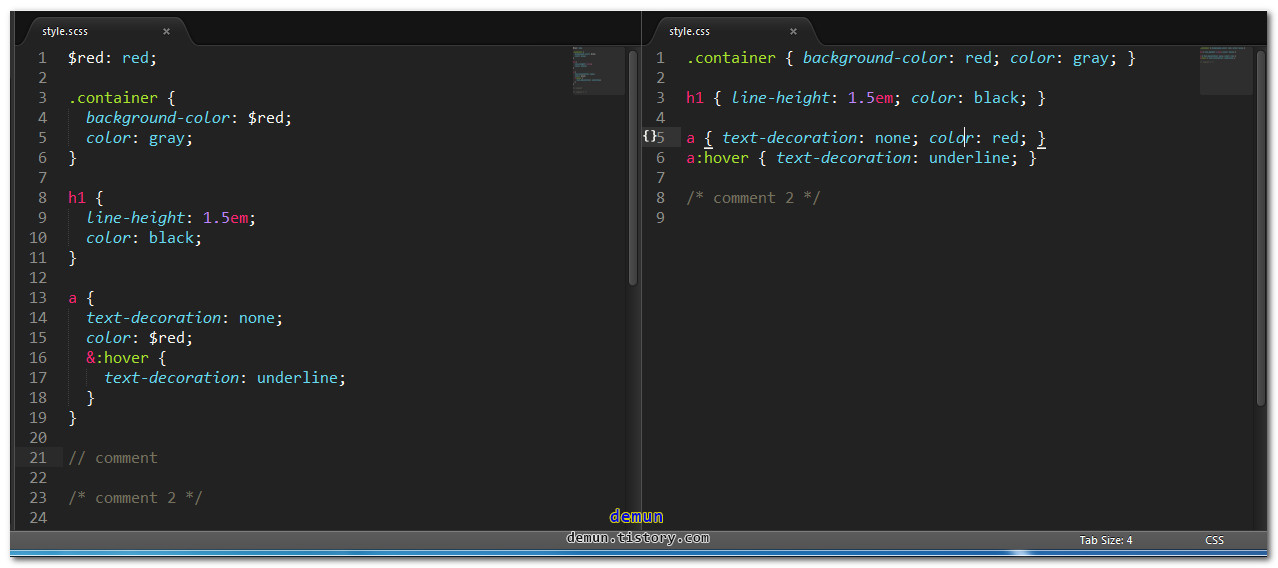 style.scss ×
1 $red: red;
2
3 .container {
4 background-color: $red;
5 color: gray;
6 }
7
8 h1 {
9 line-height: 1.5em;
10 color: black;
11 }
12
13 a {
14 text-decoration: none;
15 color: $red;
16 &:hover {
17 text-decoration: underline;
18 }
19 }
20
21 // comment
22
23 /* comment 2 */
24
style.css ×
1 .container { background-color: red; color: gray; }
2
3 h1 { line-height: 1.5em; color: black; }
4
{}5 a { text-decoration: none; color: red; }
6 a:hover { text-decoration: underline; }
7
8 /* comment 2 */
9
demun
demun.tistory.com
Tab Size: 4 CSS